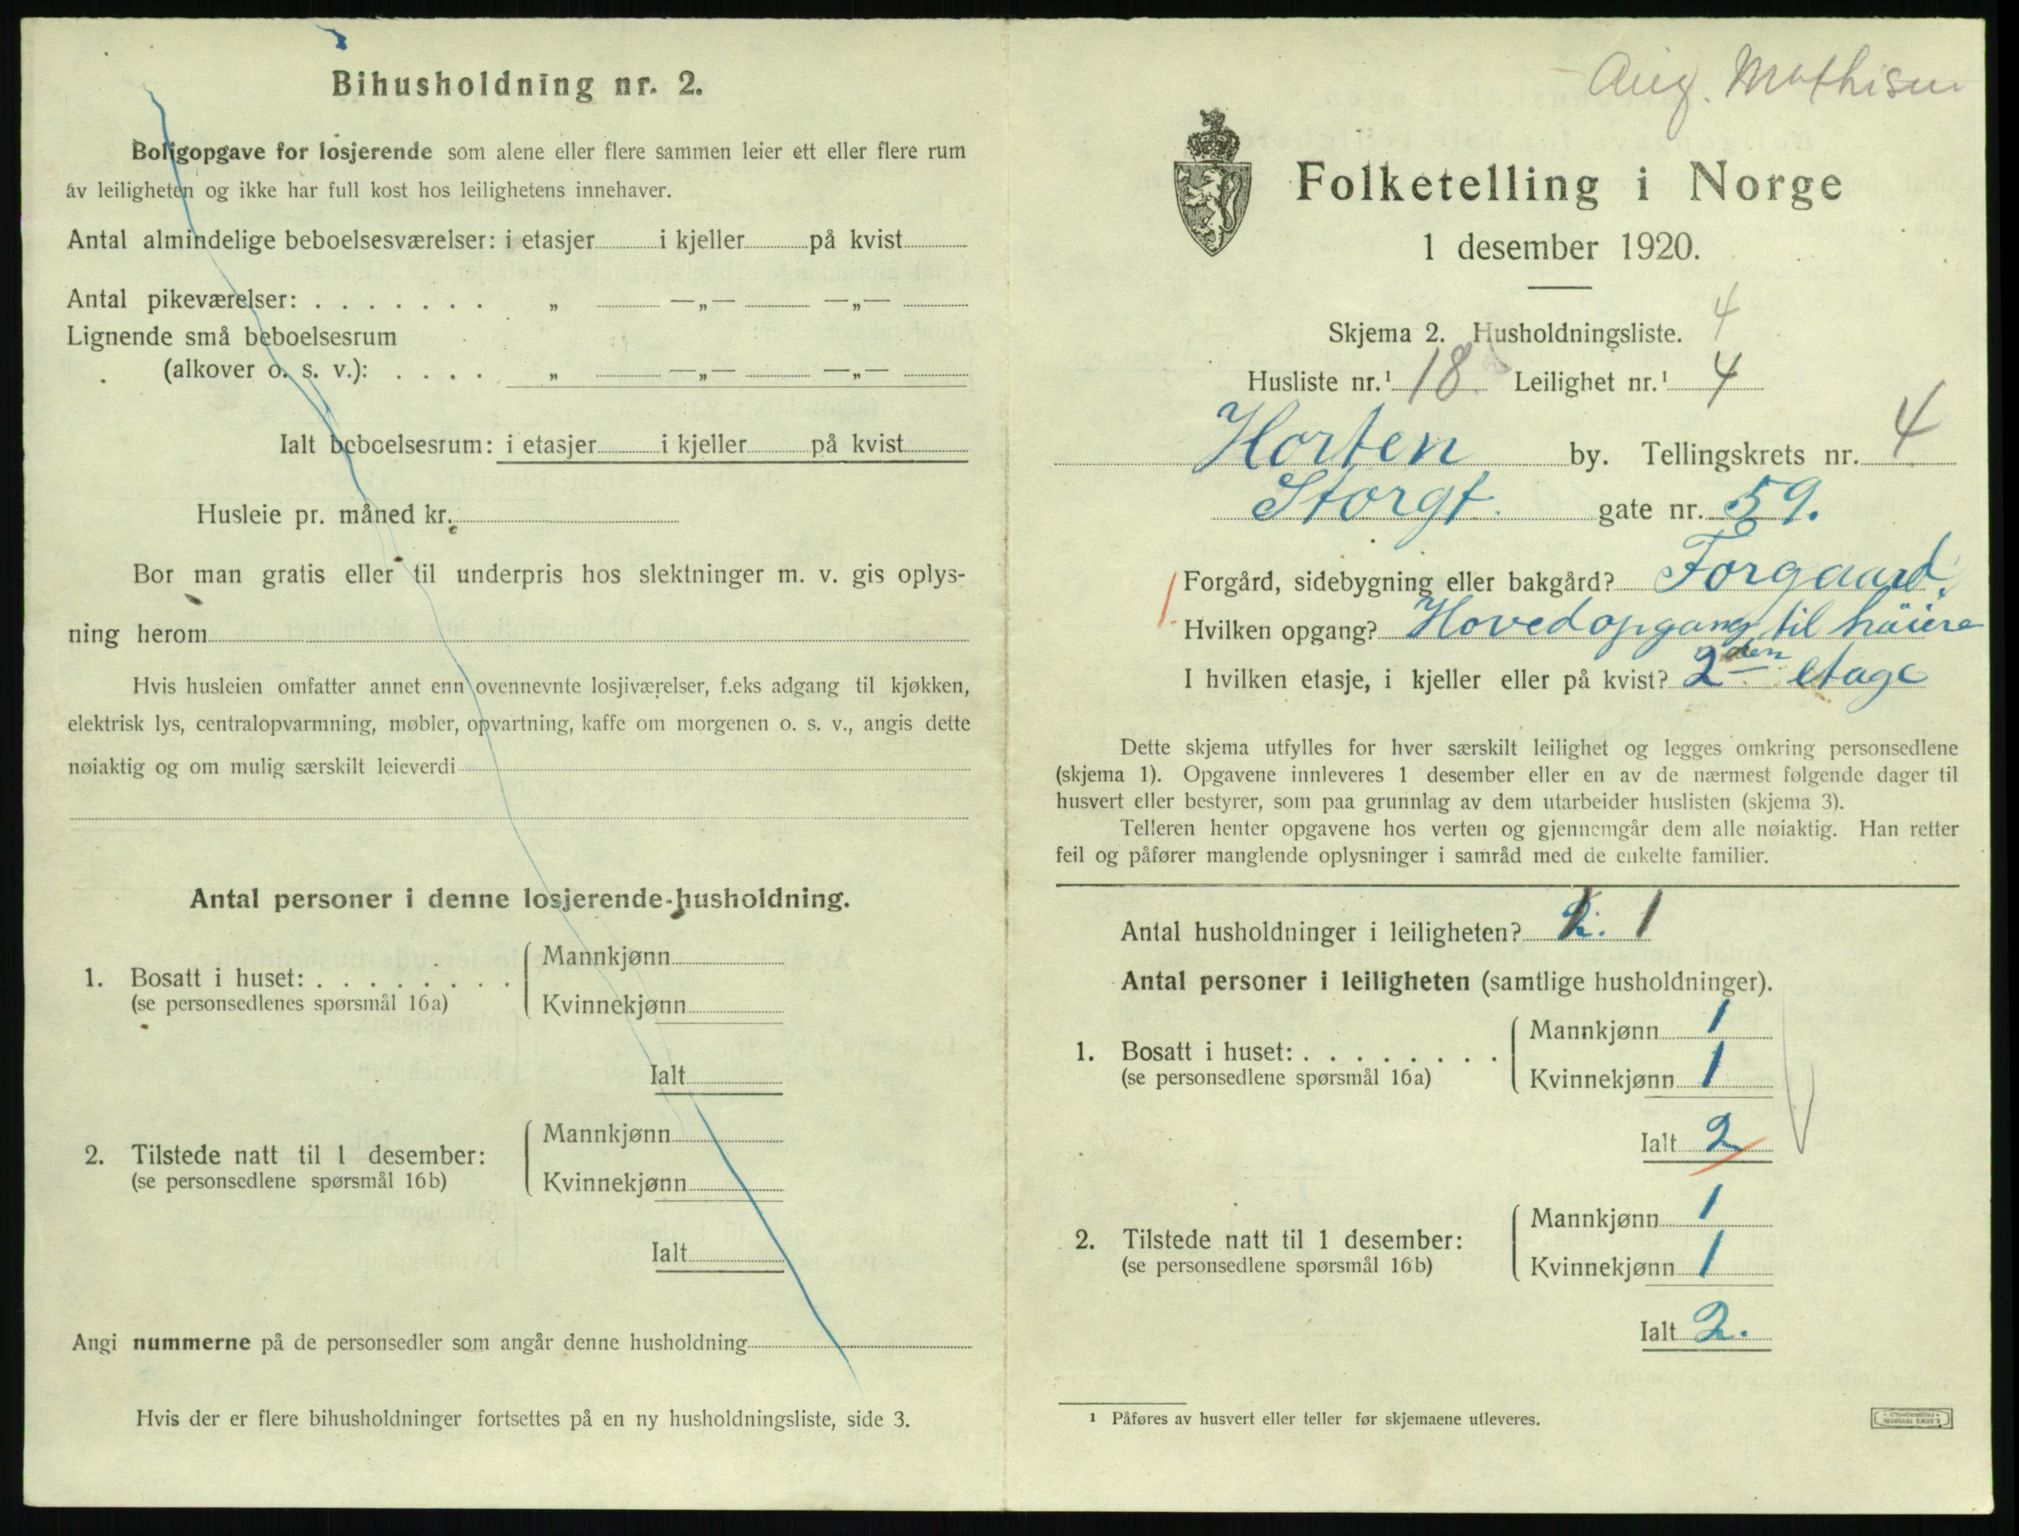 Bihusholdning nr. 2.
Boligopgave for losjerende som alene eller flere sammen leier ett eller flere rum
av leiligheten og ikke har full kost hos leilighetens innehaver.
Antal almindelige beboelsesværelser: i etasjer i kjeller på kvist
Antal pikeværelser: . . . . . . . „ —„— —„—
Lignende små beboelsesrum
(alkover o. s. v.): . . . . „ —„— —„—
Ialt beboelsesrum: i etasjer i kjeller på kvist
Husleie pr. måned kr.
Bor man gratis eller til underpris hos slektninger m. v. gis oplys-
ning herom
Hvis husleien omfatter annet enn ovennevnte losjiværelser, f.eks adgang til kjøkken,
elektrisk lys, centralopvarmning, møbler, opvartning, kaffe om morgenen o. s. v., angis dette
nøiaktig og om mulig særskilt leieverdi
Antal personer i denne losjerende-husholdning.
1. Bosatt i huset: . . . . . . . . Mannkjønn
(se personsedlenes spørsmål 16a) Kvinnekjønn
Ialt
2. Tilstede natt til 1 desember: Mannkjønn
(se personsedlene spørsmål 16b) Kvinnekjønn
Ialt
Angi nummerne på de personsedler som angår denne husholdning
Hvis der er flere bihusholdninger fortsettes på en ny husholdningsliste, side 3.
Aug. Mathisen
Folketelling i Norge
1 desember 1920.
4
Skjema 2. Husholdningsliste.
Husliste nr.¹ 18 Leilighet nr.¹ 4
Horten by. Tellingskrets nr. 4
Storgt. gate nr. 59.
Forgård, sidebygning eller bakgård? Forgaard.
1. Hvilken opgang? Hovedopgang til høire
I hvilken etasje, i kjeller eller på kvist? 2den etage
Dette skjema utfylles for hver særskilt leilighet og legges omkring personsedlene
(skjema 1). Opgavene innleveres 1 desember eller en av de nærmest følgende dager til
husvert eller bestyrer, som paa grunnlag av dem utarbeider huslisten (skjema 3).
Telleren henter opgavene hos verten og gjennemgår dem alle nøiaktig. Han retter
feil og påfører manglende oplysninger i samråd med de enkelte familier.
Antal husholdninger i leiligheten? 2. 1
Antal personer i leiligheten (samtlige husholdninger).
1. Bosatt i huset: . . . . . . . . Mannkjønn 1
(se personsedlene spørsmål 16a) Kvinnekjønn 1
Ialt 2
2. Tilstede natt til 1 desember: Mannkjønn 1
(se personsedlene spørsmål 16b) Kvinnekjønn 1
Ialt 2.
¹ Påføres av husvert eller teller før skjemaene utleveres.